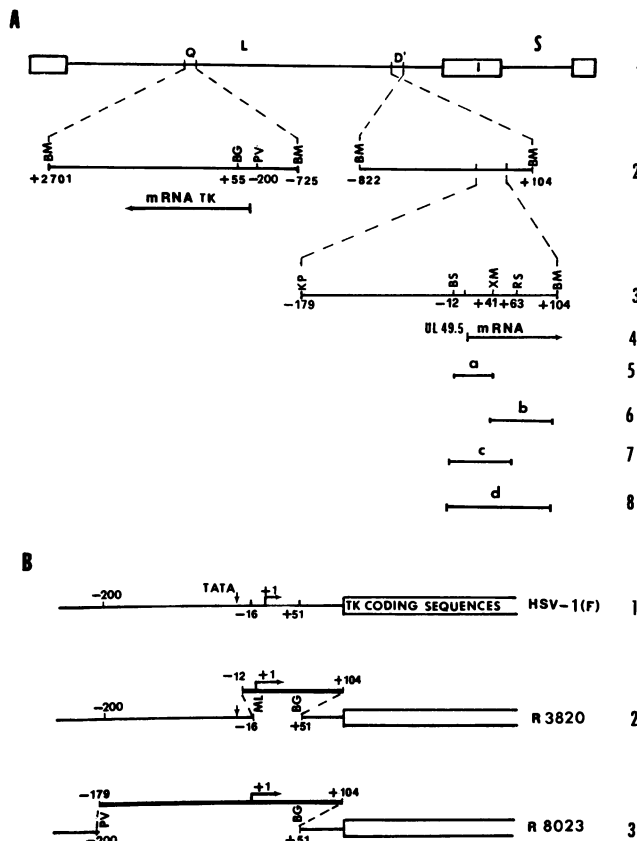 A
L
S
Q
D'
I
BM
BG
PV
BM
BM
BM
+2701
+55
-200
-725
-822
+104
2
mRNA TK
KP
BS
XM
RS
BM
-179
-12
+41
+63
+104
3
UL 49.5 mRNA
4
a
5
b
6
c
7
d
8
B
-200
TATA
+1
-16
+51
TK CODING SEQUENCES
HSV-1(F)
1
-12
+1
+104
-200
ML
BG
-16
+51
R 3820
2
-179
+1
+104
PV
BG
-200
+51
R 8023
3